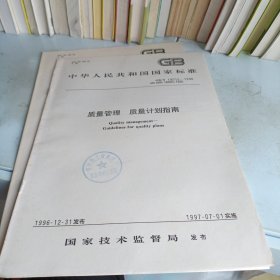 GB
中华人民共和国国家标准
质量管理 质量计划指南
Quality management—
Guidelines for quality plans
1996-12-31发布
1997-07-01实施
国家技术监督局 发布